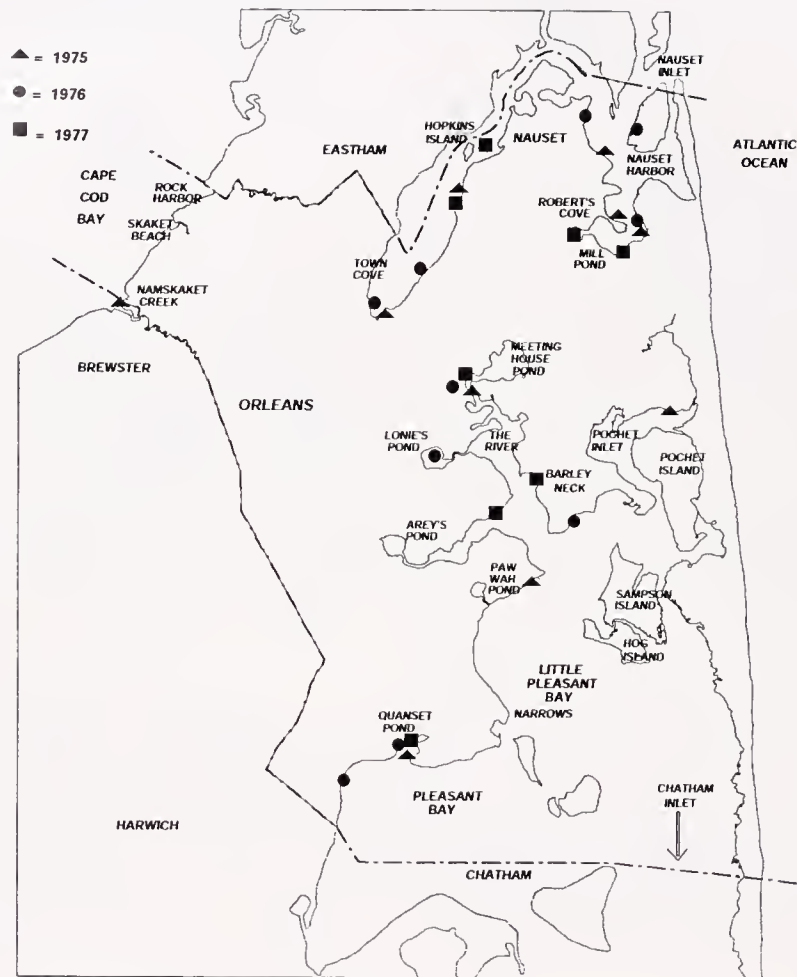 = 1975
= 1976
= 1977
NAUSET
INLET
HOPKINS
ISLAND
NAUSET
EASTHAM
ATLANTIC
OCEAN
NAUSET
HARBOR
CAPE
COD
BAY
ROCK
HARBOR
SKAKET
BEACH
ROBERT'S
COVE
MILL
POND
TOWN
COVE
NAMSKAKET
CREEK
BREWSTER
MEETING
HOUSE
POND
ORLEANS
LONIE'S
POND
THE
RIVER
POCHET
INLET
POCHET
ISLAND
BARLEY
NECK
AREY'S
POND
PAW
WAH
POND
SAMPSON
ISLAND
HOG
ISLAND
LITTLE
PLEASANT
BAY
NARROWS
QUANSET
POND
PLEASANT
BAY
CHATHAM
INLET
HARWICH
CHATHAM